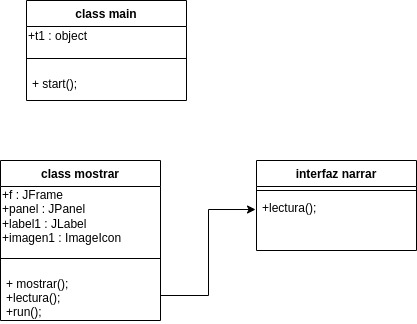 class main
+t1 : object
+ start();
class mostrar
+f : JFrame
+panel : JPanel
+label1 : JLabel
+imagen1 : ImageIcon
+ mostrar();
+lectura();
+run();
interfaz narrar
+lectura();